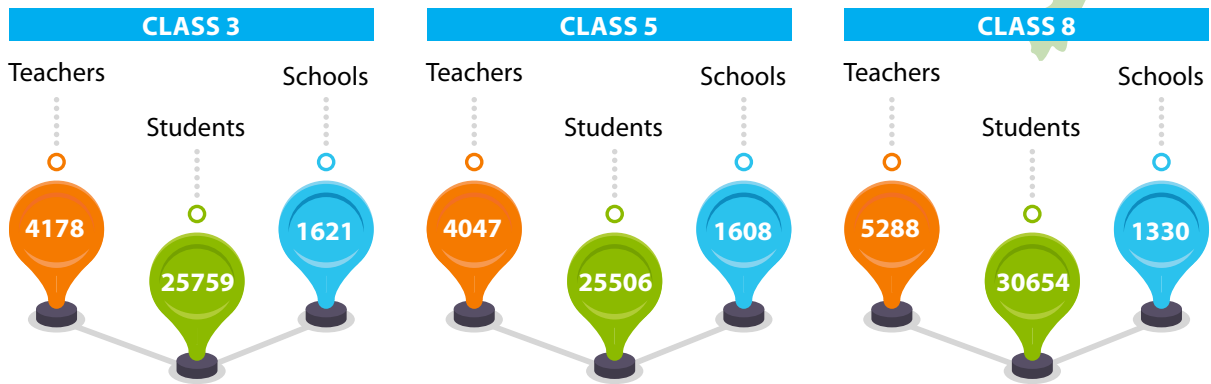 CLASS 3
Teachers
Schools
Students
4178
1621
25759
CLASS 5
Teachers
Schools
Students
4047
1608
25506
CLASS 8
Teachers
Schools
Students
5288
1330
30654